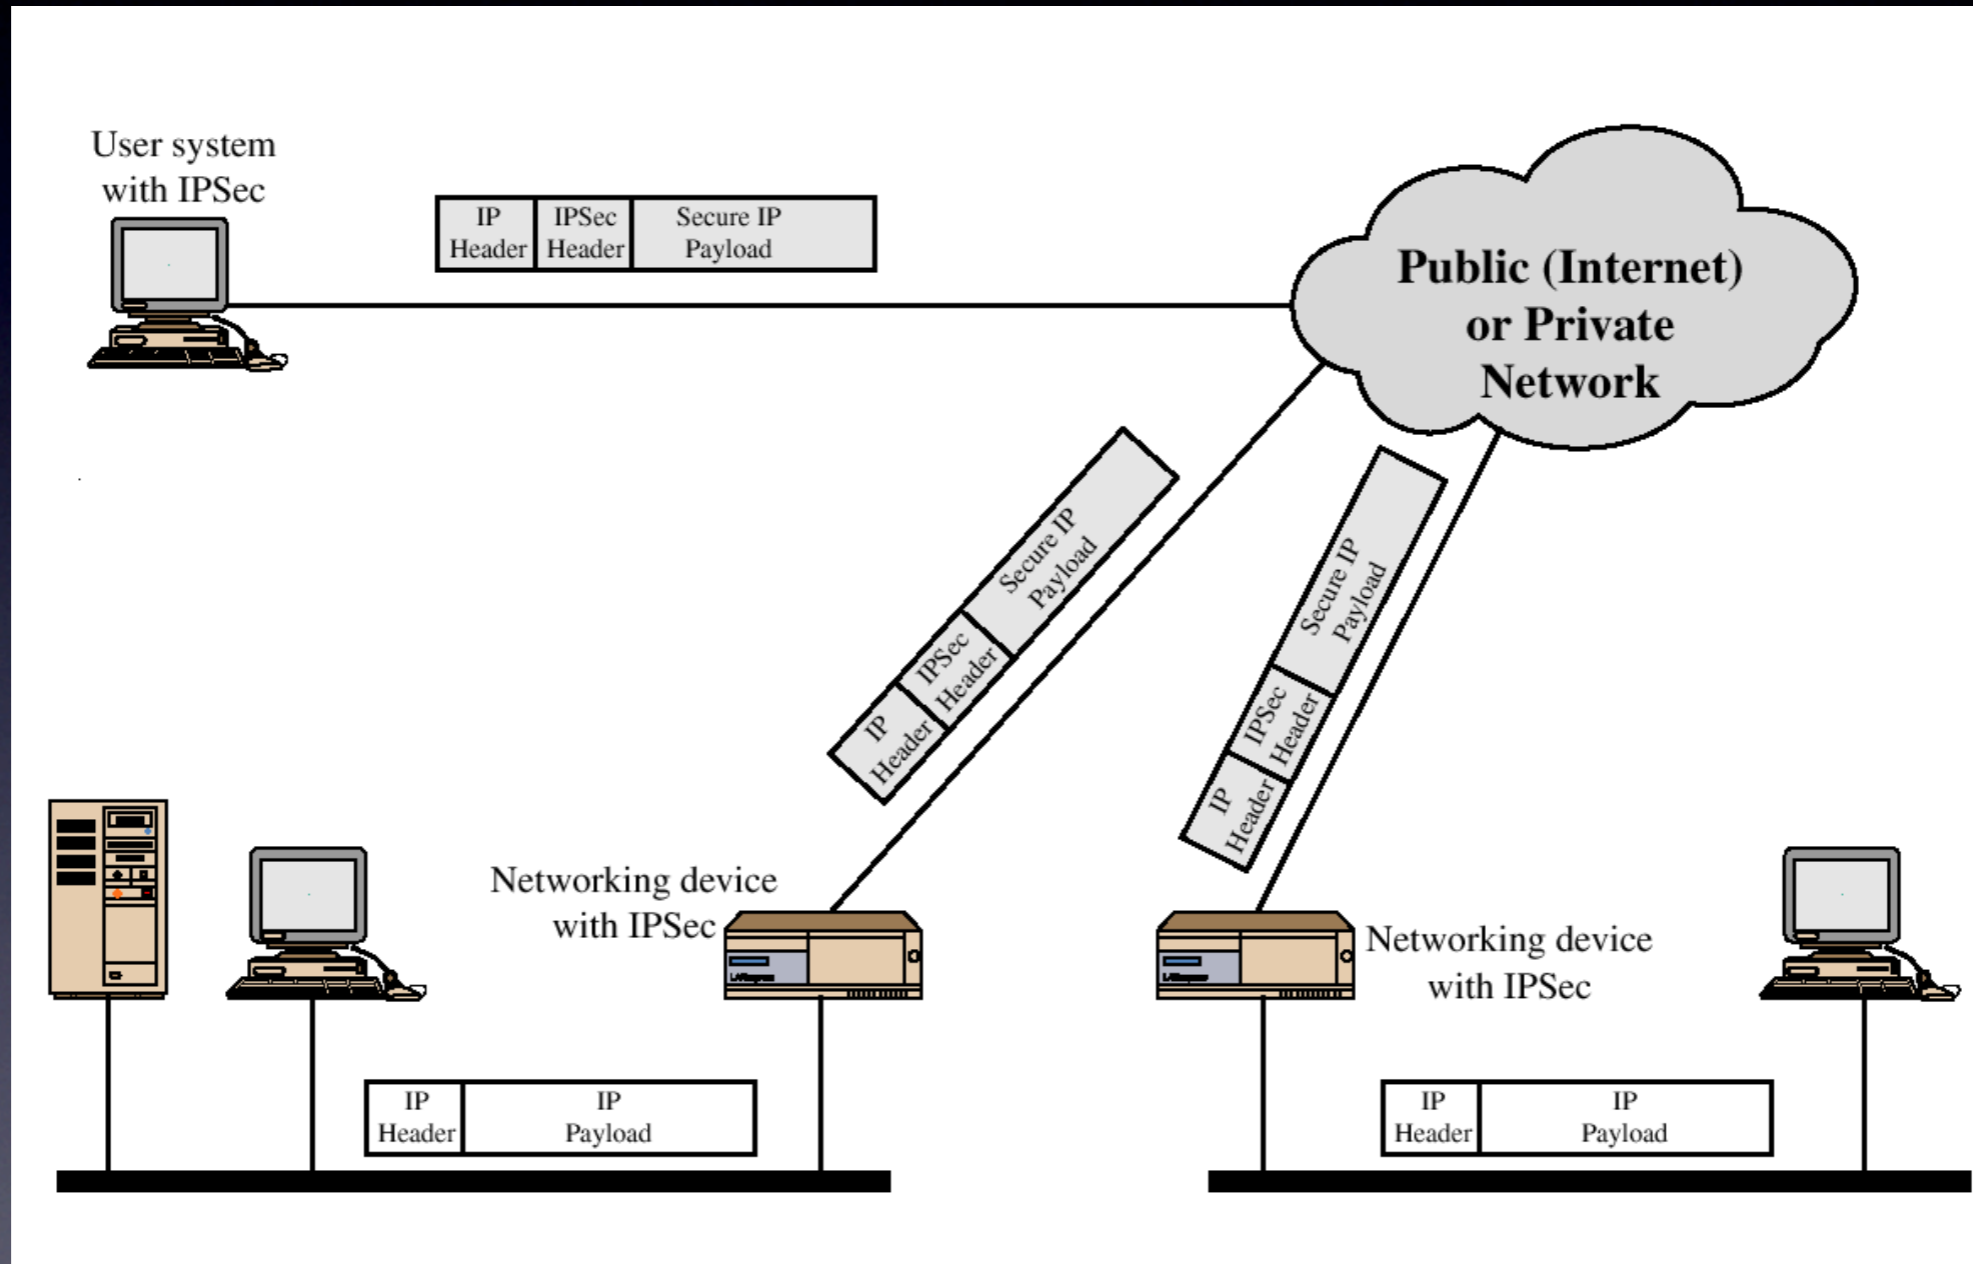 User system
with IPSec
IP
Header
IPSec
Header
Secure IP
Payload
Public (Internet)
or Private
Network
Secure IP
Payload
IPSec
Header
IP
Header
Secure IP
Payload
IPSec
Header
IP
Header
Networking device
with IPSec
Networking device
with IPSec
IP
Header
IP
Payload
IP
Header
IP
Payload